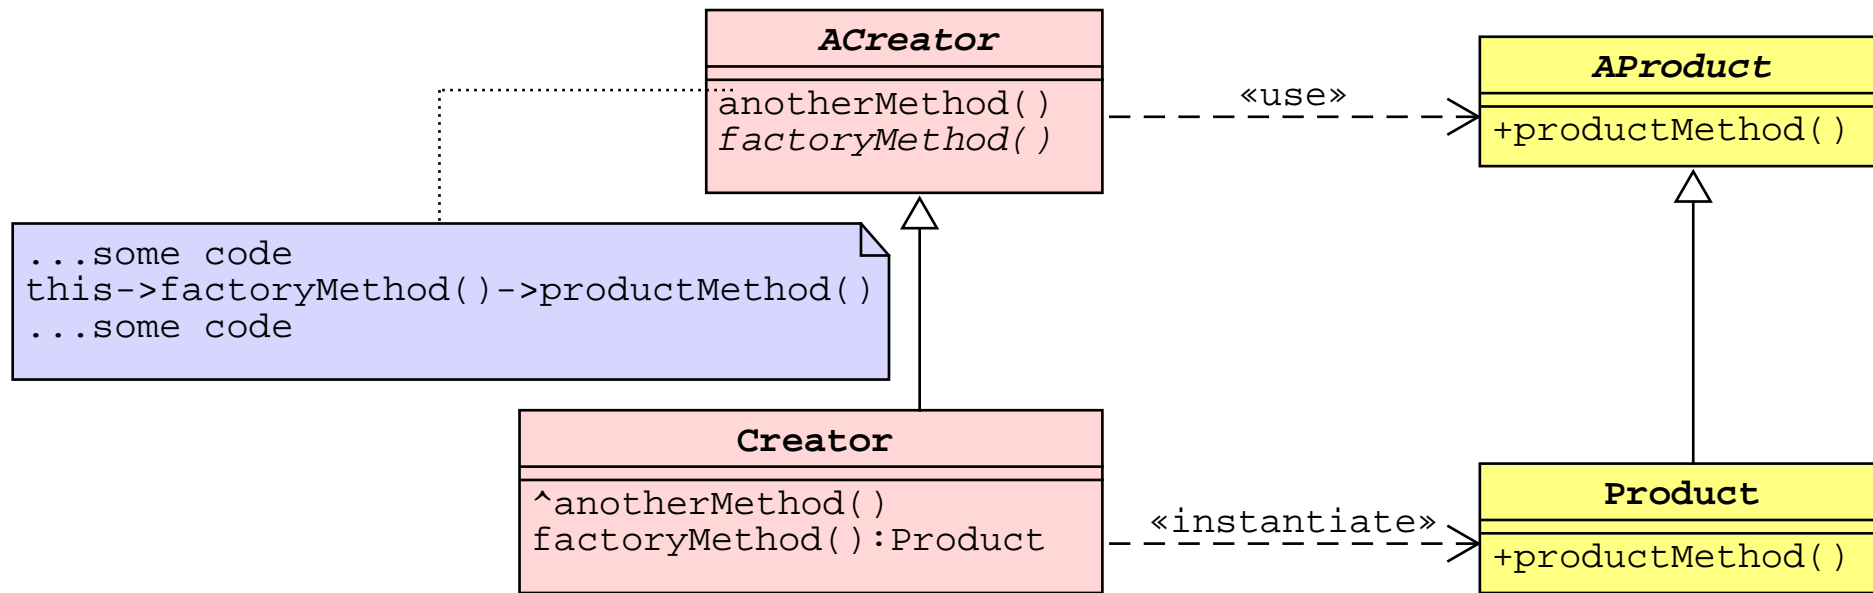 ACreator
anotherMethod()
factoryMethod()
«use»
AProduct
+productMethod()
...some code
this->factoryMethod()->productMethod()
...some code
Creator
^anotherMethod()
factoryMethod():Product
«instantiate»
Product
+productMethod()